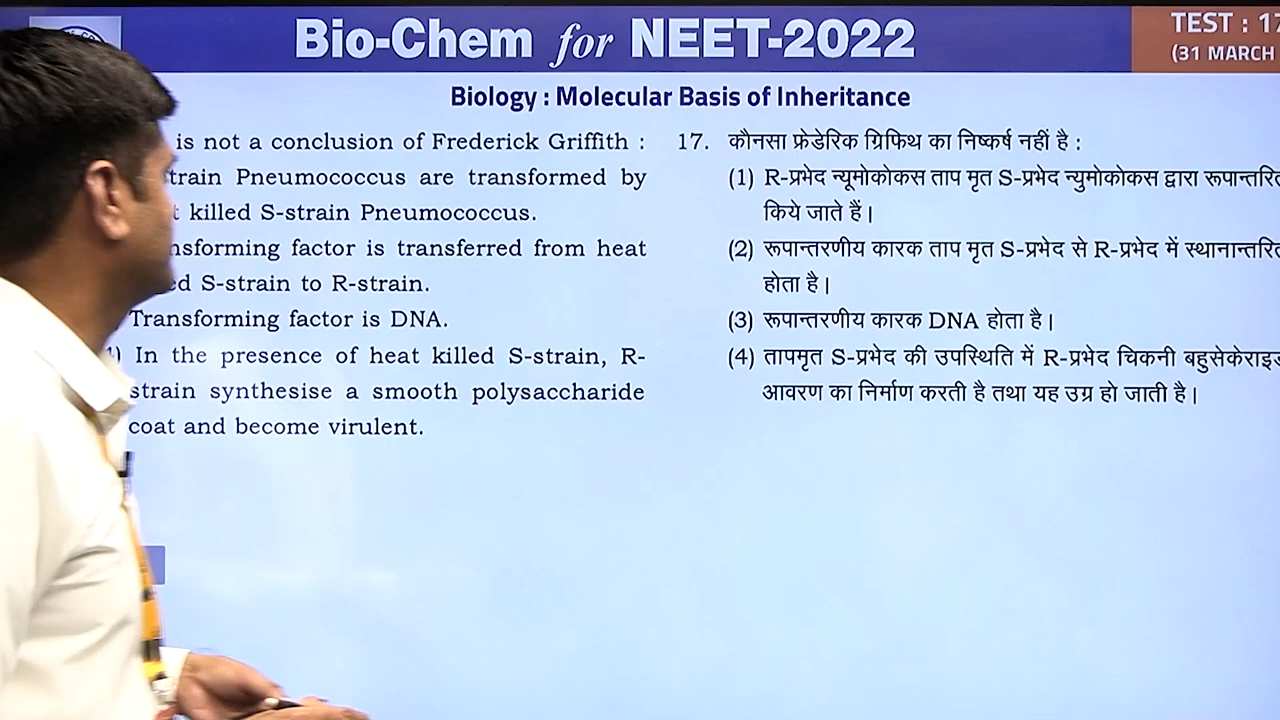 Bio-Chem for NEET-2022
TEST : 17
(31 MARCH
Biology : Molecular Basis of Inheritance
is not a conclusion of Frederick Griffith :
train Pneumococcus are transformed by
killed S-strain Pneumococcus.
nsforming factor is transferred from heat
ed S-strain to R-strain.
Transforming factor is DNA.
) In the presence of heat killed S-strain, R-
strain synthesise a smooth polysaccharide
coat and become virulent.
17. कौनसा फ्रेडेरिक ग्रिफिथ का निष्कर्ष नहीं है :
(1) R-प्रभेद न्यूमोकोकस ताप मृत S-प्रभेद न्युमोकोकस द्वारा रूपान्तरित
किये जाते हैं।
(2) रूपान्तरणीय कारक ताप मृत S-प्रभेद से R-प्रभेद में स्थानान्तरित
होता है।
(3) रूपान्तरणीय कारक DNA होता है।
(4) तापमृत S-प्रभेद की उपस्थिति में R-प्रभेद चिकनी बहुसेकेराइड
आवरण का निर्माण करती है तथा यह उग्र हो जाती है।